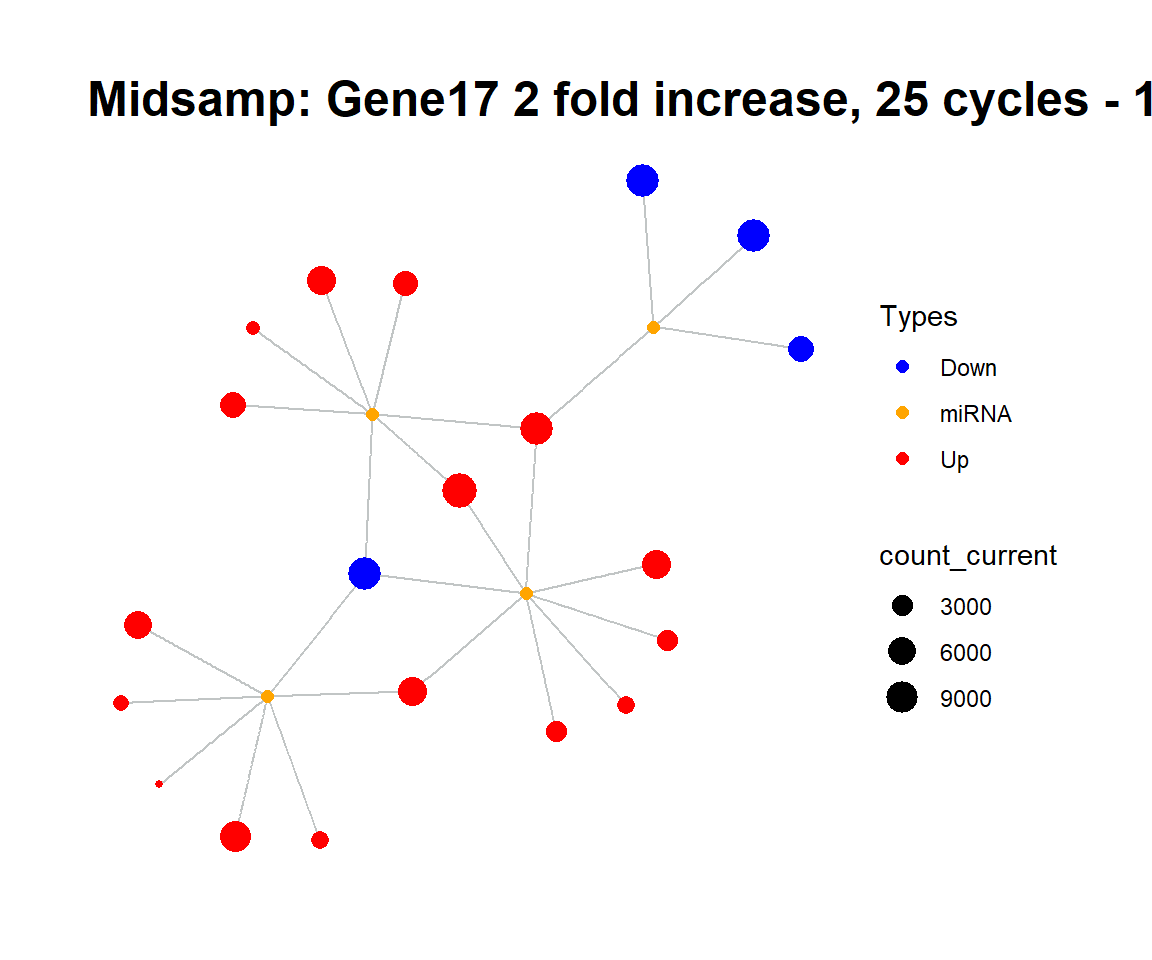 Midsamp: Gene17 2 fold increase, 25 cycles - 1
Types
Down
miRNA
Up
count_current
3000
6000
9000